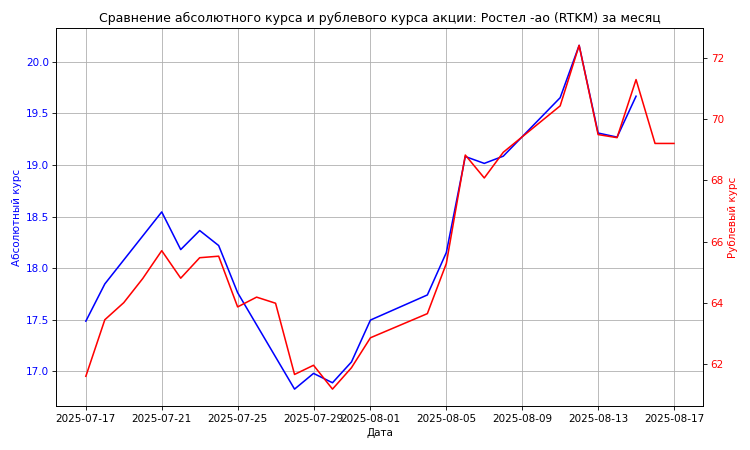 Сравнение абсолютного курса и рублевого курса акции: Ростел -ао (RTKM) за месяц
20.0
19.5
19.0
18.5
18.0
17.5
17.0
Абсолютный курс
72
70
68
66
64
62
Рублевый курс
2025-07-17 2025-07-21 2025-07-25 2025-07-29 2025-08-01 2025-08-05 2025-08-09 2025-08-13 2025-08-17
Дата